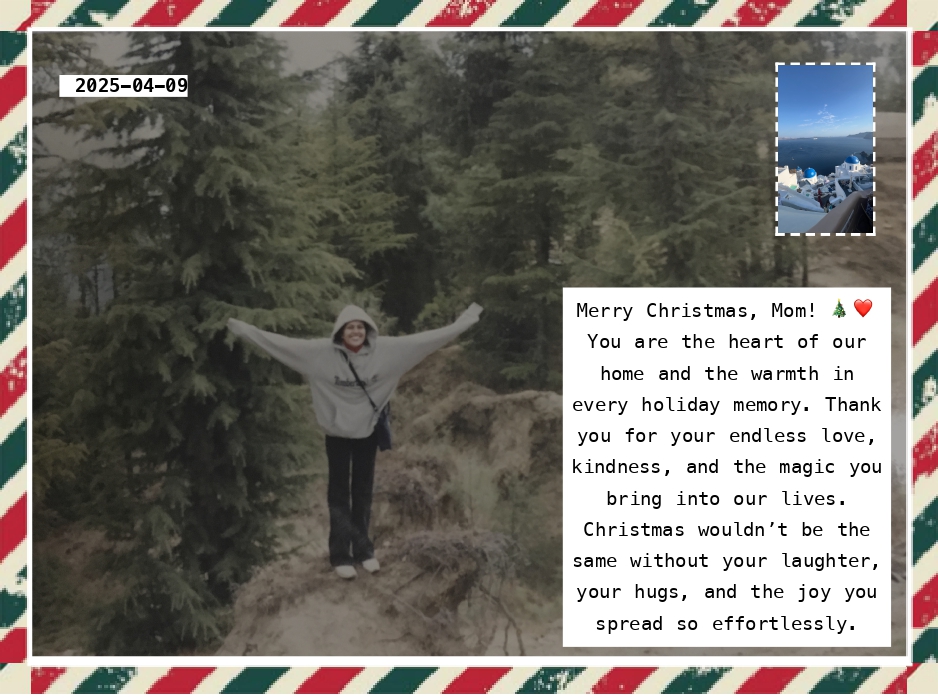 2025-04-09
Merry Christmas, Mom! 🎄❤️
You are the heart of our
home and the warmth in
every holiday memory. Thank
you for your endless love,
kindness, and the magic you
bring into our lives.
Christmas wouldn’t be the
same without your laughter,
your hugs, and the joy you
spread so effortlessly.